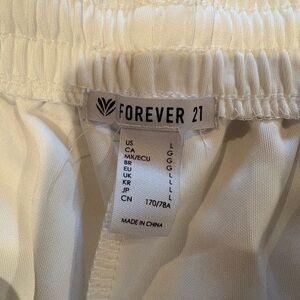 FOREVER 21
US L
CA G
MX/ECU G
BR G
EU L
UK L
KR L
JP L
CN 170/78A
MADE IN CHINA